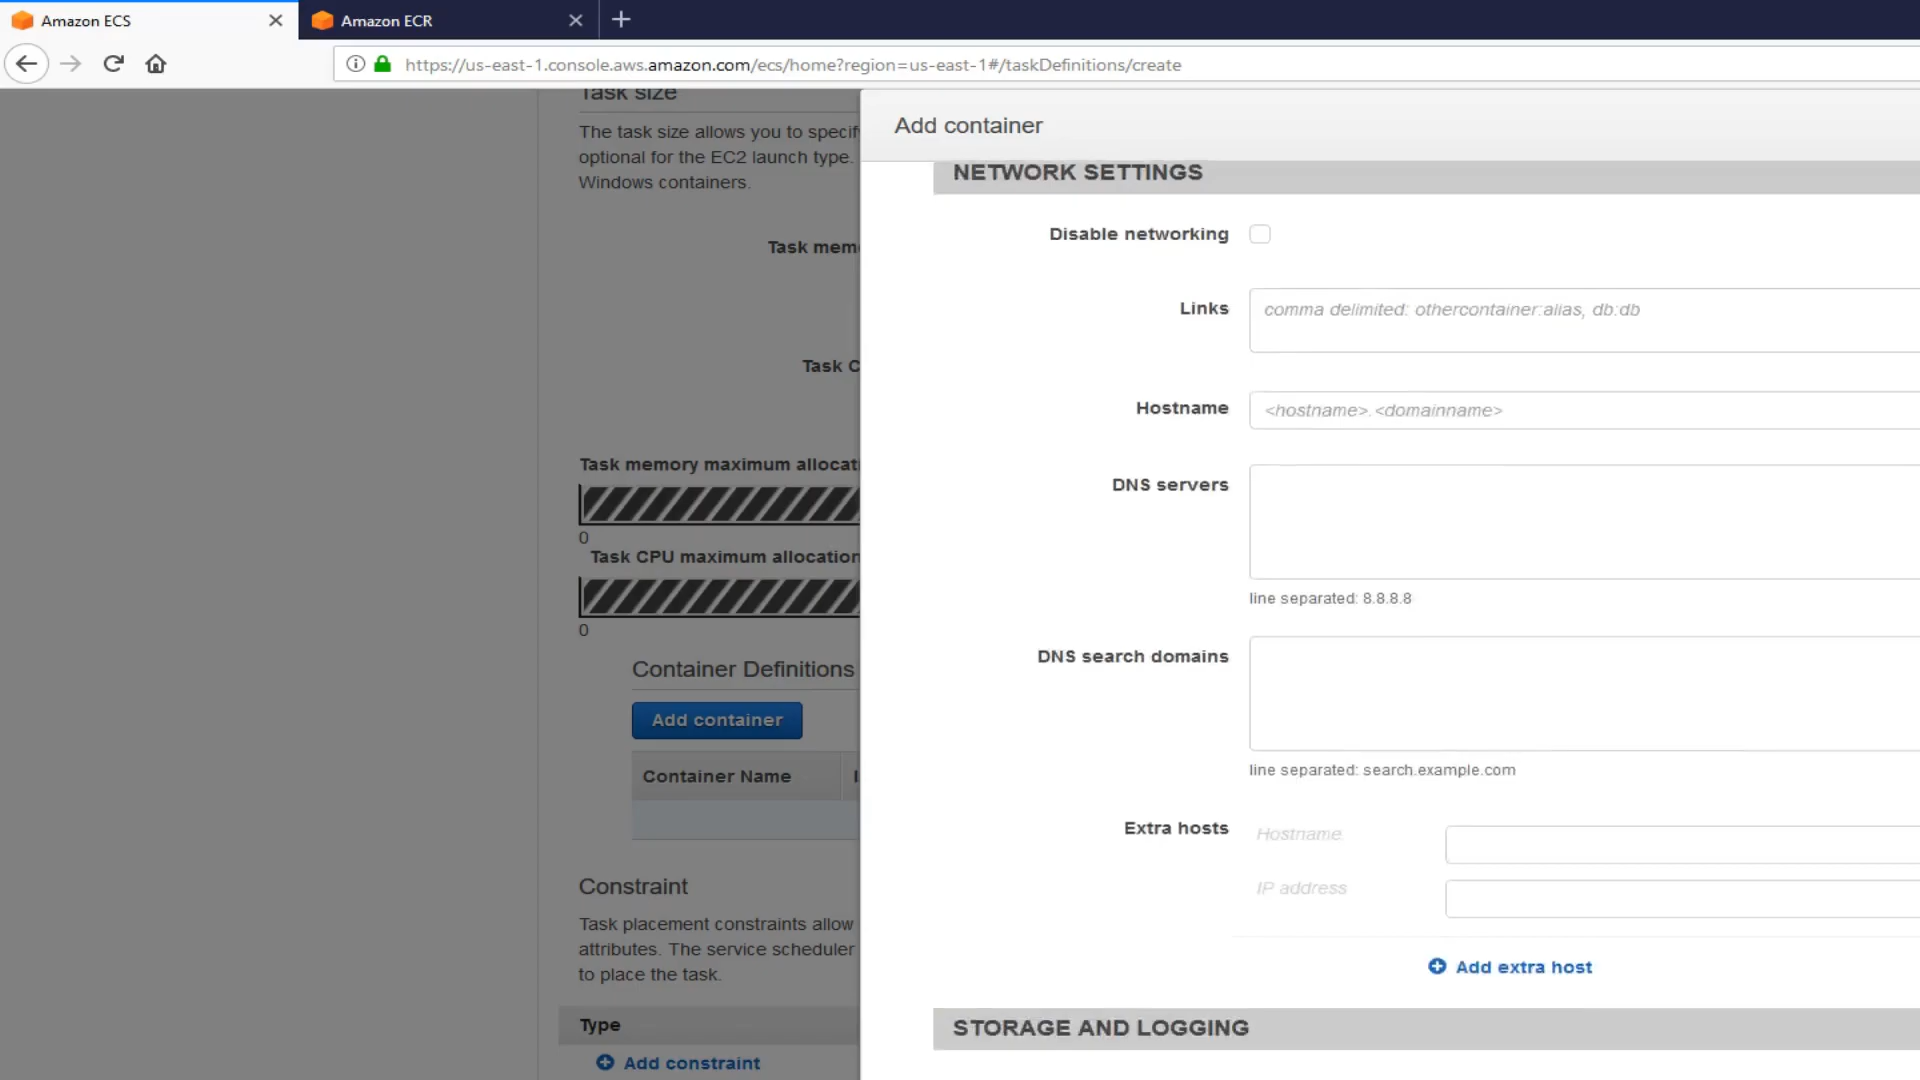 Amazon ECS
Amazon ECR
https://us-east-1.console.aws.amazon.com/ecs/home?region=us-east-1#/taskDefinitions/create
Task size
The task size allows you to specif
optional for the EC2 launch type.
Windows containers.
Task mem
Task C
Task memory maximum allocat
0
Task CPU maximum allocation
0
Container Definitions
Add container
Container Name
Constraint
Task placement constraints allow
attributes. The service scheduler
to place the task.
Type
Add constraint
Add container
NETWORK SETTINGS
Disable networking
Links
comma delimited: othercontainer:alias, db:db
Hostname
<hostname>.<domainname>
DNS servers
line separated: 8.8.8.8
DNS search domains
line separated: search.example.com
Extra hosts
Hostname
IP address
Add extra host
STORAGE AND LOGGING